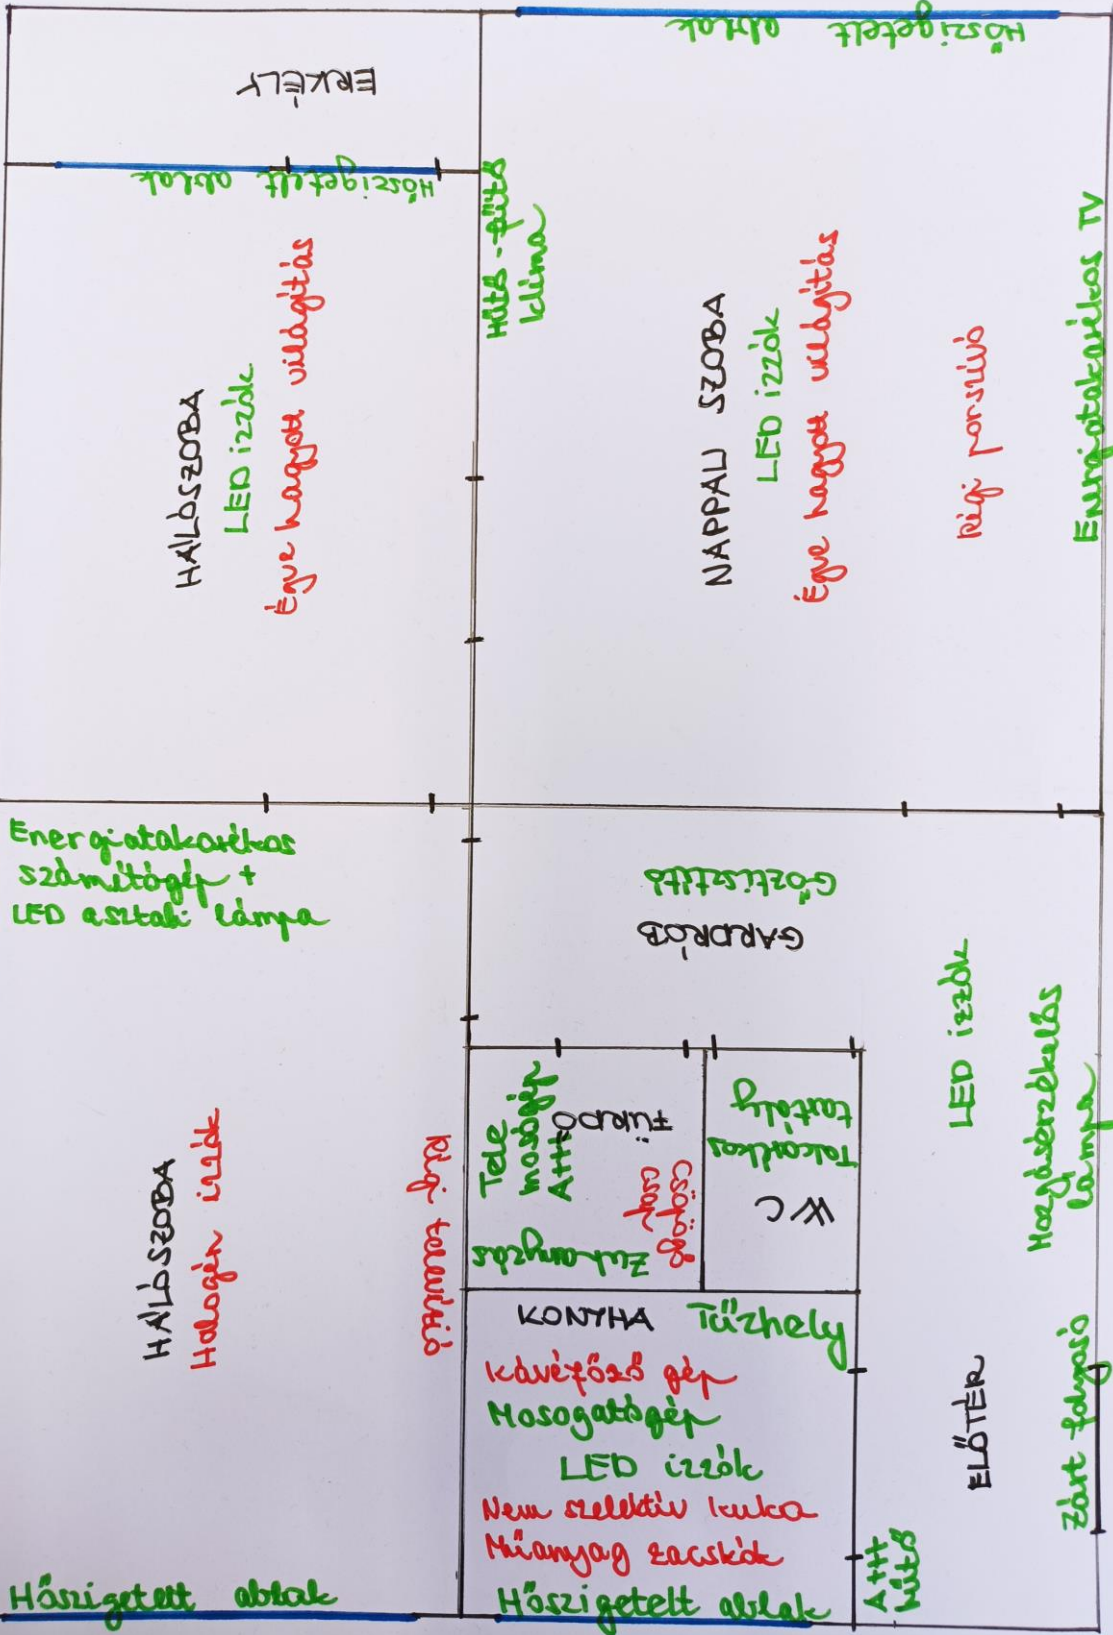 Hőszigetelt ablak
ERKÉLY
Hőszigetelt ablak
Hűtő-fűtő
klíma
HÁLÓSZOBA
LED izzók
Égve hagyott világítás
NAPPALI SZOBA
LED izzók
Égve hagyott világítás
Régi porszívó
Energiatakarékos TV
Energiatakarékos
számítógép +
LED asztali lámpa
Gőztisztító
GARDRÓB
HÁLÓSZOBA
Halogén izzók
Régi televízió
Tele
mosógép
A+++
FÜRDŐ
Csöpögő
csap
Zuhanyzás
Takarékos
tartály
WC
LED izzók
Mozgásérzékelős
lámpa
KONYHA
Tűzhely
Kávéfőző gép
Mosogatógép
LED izzók
Nem szelektív kuka
Műanyag zacskók
Hőszigetelt ablak
ELŐTÉR
Zárt folyosó
A+++
hűtő
Hőszigetelt ablak